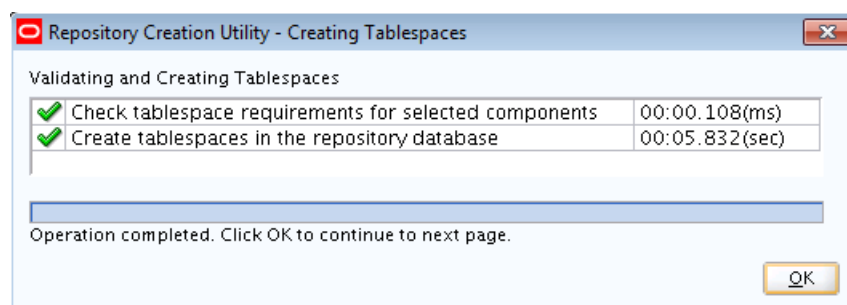 Repository Creation Utility - Creating Tablespaces
Validating and Creating Tablespaces
Check tablespace requirements for selected components 00:00.108(ms)
Create tablespaces in the repository database 00:05.832(sec)
Operation completed. Click OK to continue to next page.
OK